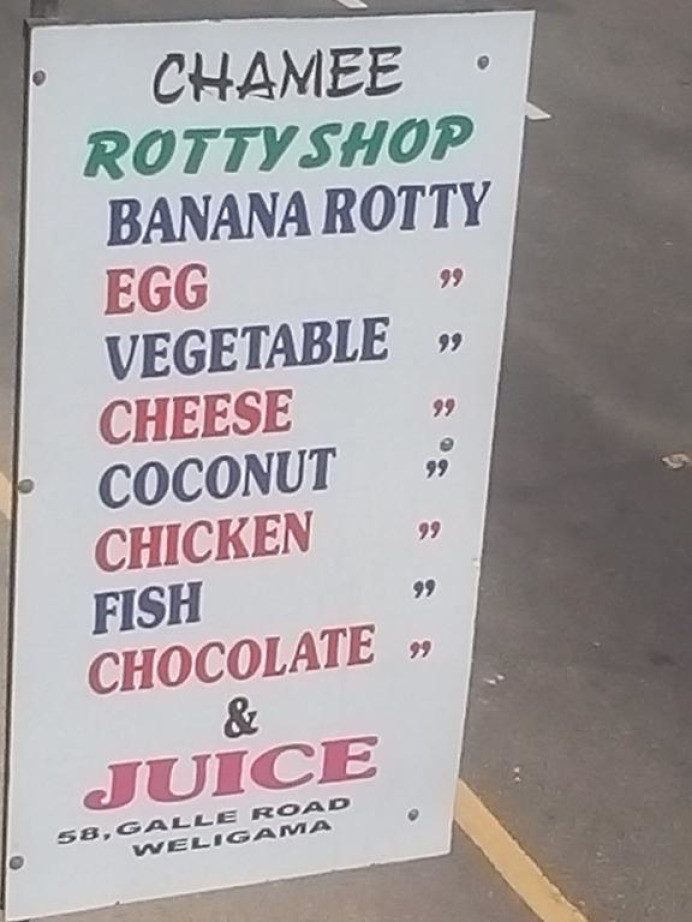 CHAMEE
ROTTY SHOP
BANANA ROTTY
EGG ”
VEGETABLE ”
CHEESE ”
COCONUT ”
CHICKEN ”
FISH ”
CHOCOLATE ”
&
JUICE
58, GALLE ROAD
WELIGAMA